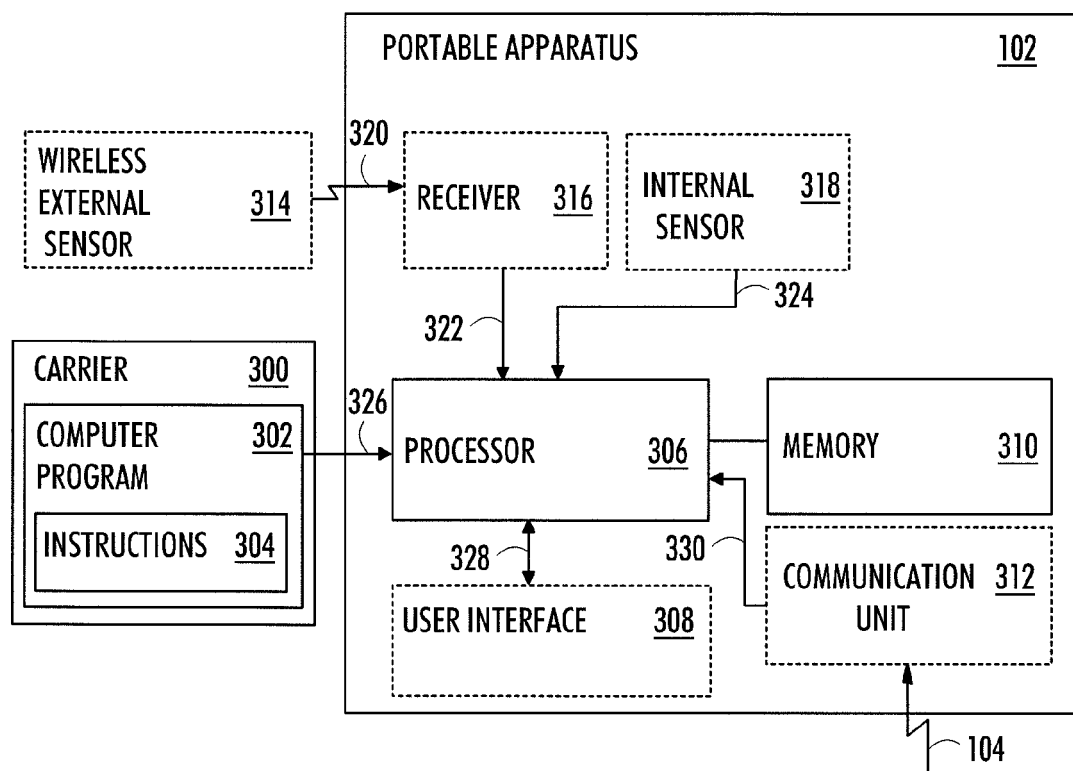 PORTABLE APPARATUS 102
320
WIRELESS
EXTERNAL 314
SENSOR
RECEIVER 316
INTERNAL 318
SENSOR
322
324
CARRIER 300
COMPUTER 302
PROGRAM
INSTRUCTIONS 304
326
PROCESSOR 306
MEMORY 310
328
330
COMMUNICATION 312
UNIT
USER INTERFACE 308
104